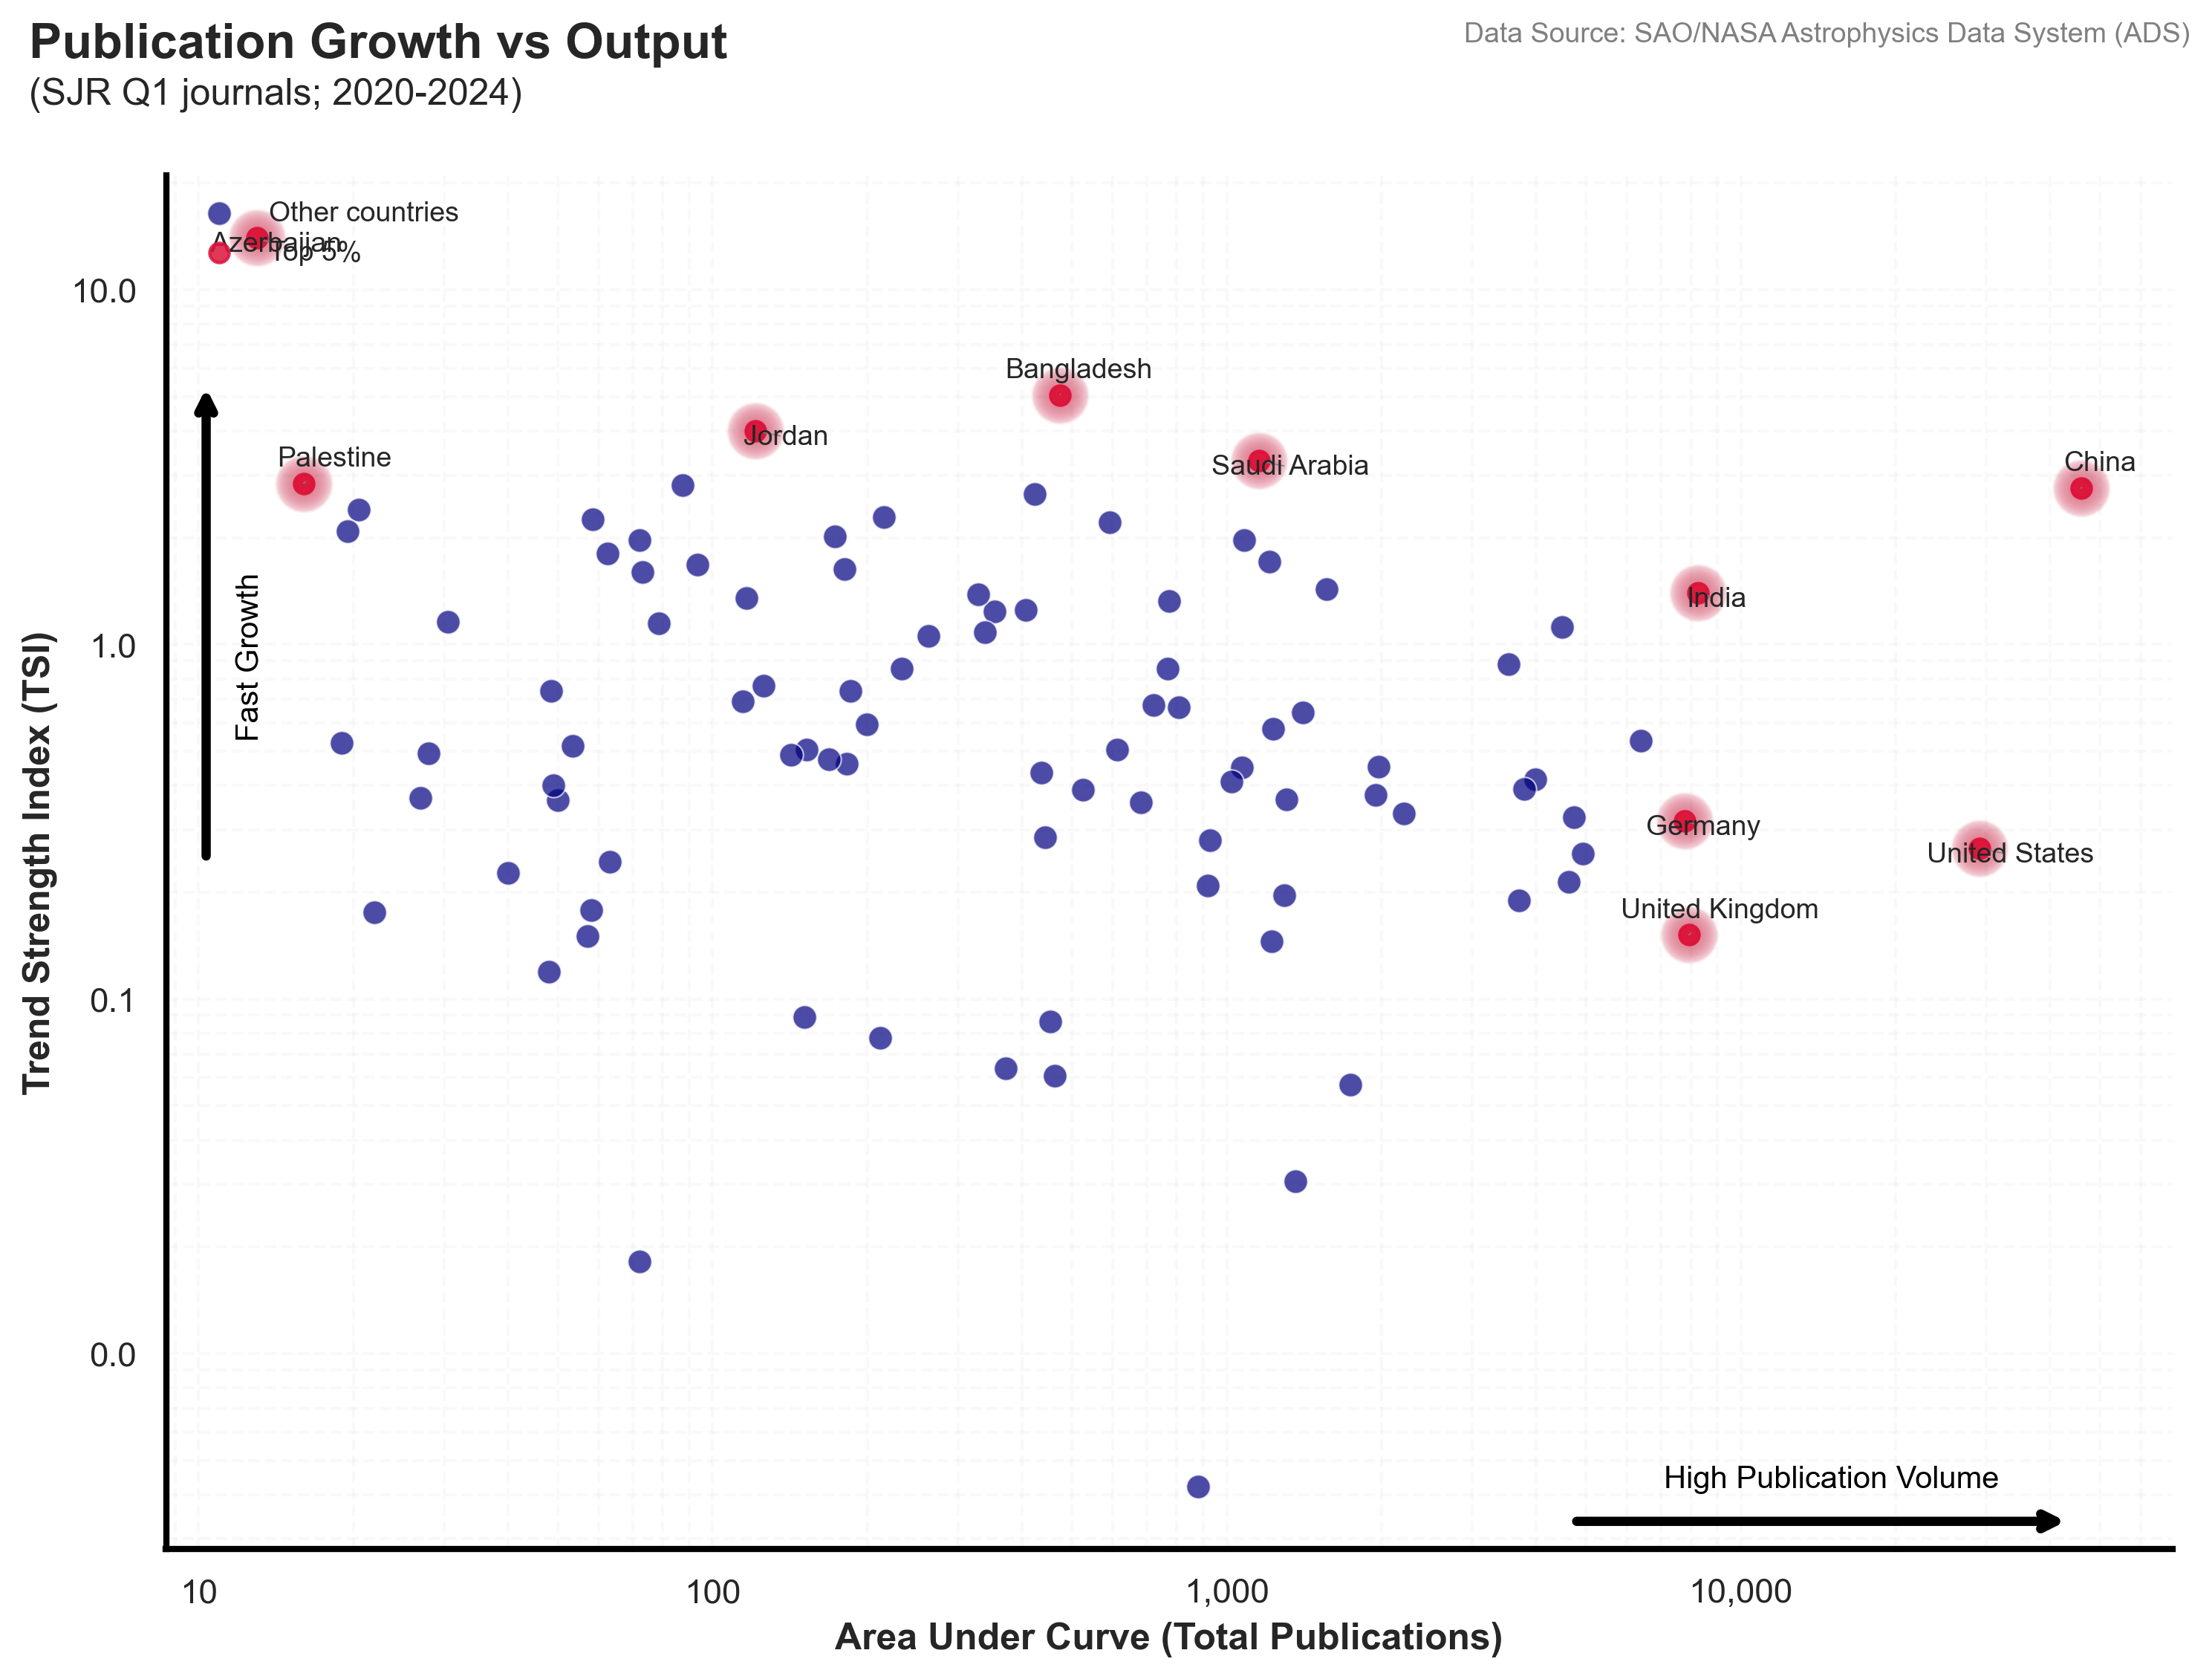 Publication Growth vs Output
(SJR Q1 journals; 2020-2024)
Data Source: SAO/NASA Astrophysics Data System (ADS)
Other countries
Azerbaijan
Top 5%
10.0
Bangladesh
Jordan
Palestine
Saudi Arabia
China
India
1.0
Fast Growth
Trend Strength Index (TSI)
Germany
United States
United Kingdom
0.1
0.0
High Publication Volume
10
100
1,000
10,000
Area Under Curve (Total Publications)